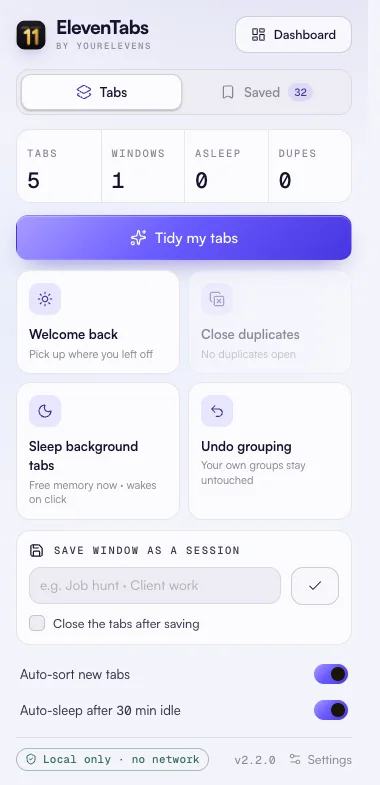 11 ElevenTabs
BY YOURELEVENS
Dashboard
Tabs
Saved 32
TABS WINDOWS ASLEEP DUPES
5 1 0 0
Tidy my tabs
Welcome back
Pick up where you left off
Close duplicates
No duplicates open
Sleep background
tabs
Free memory now · wakes
on click
Undo grouping
Your own groups stay
untouched
SAVE WINDOW AS A SESSION
e.g. Job hunt · Client work
Close the tabs after saving
Auto-sort new tabs
Auto-sleep after 30 min idle
Local only · no network
v2.2.0 Settings